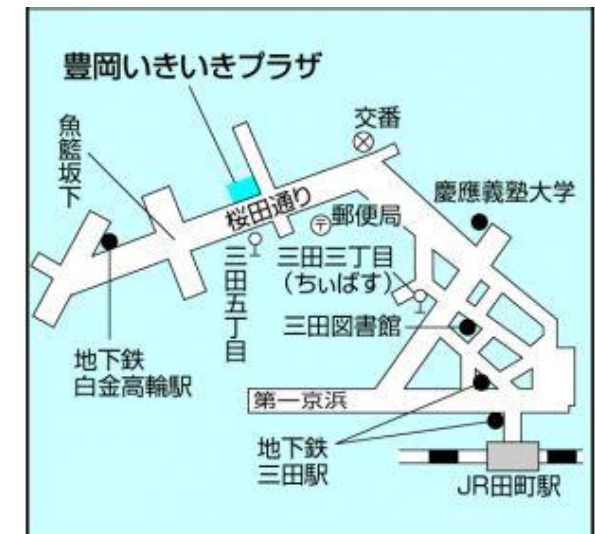 豊岡いきいきプラザ
魚籃坂下
交番
慶應義塾大学
桜田通り
〒郵便局
三田五丁目
三田三丁目
（ちぃばす）
三田図書館
地下鉄
白金高輪駅
第一京浜
地下鉄
三田駅
JR田町駅